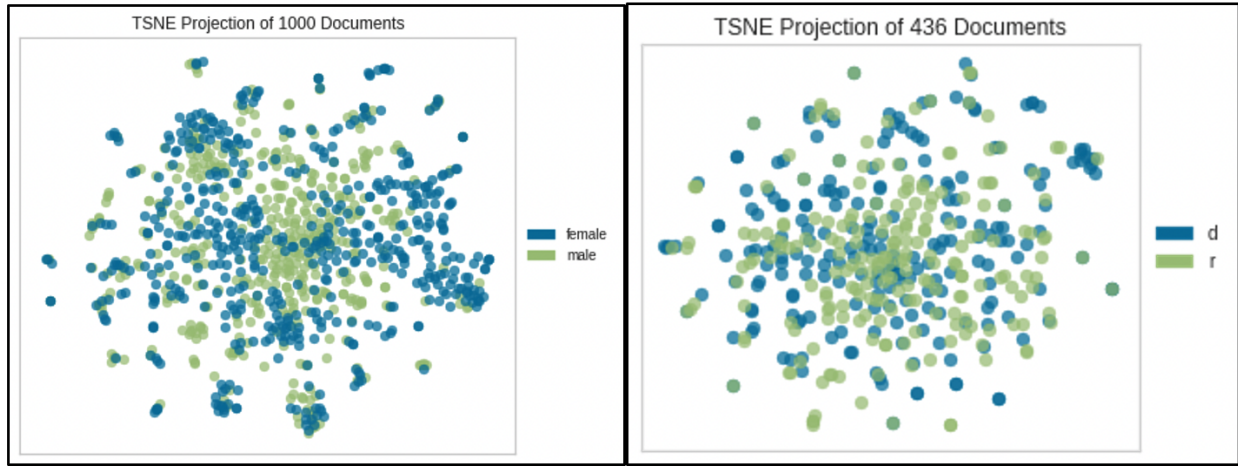 TSNE Projection of 1000 Documents
female
male
TSNE Projection of 436 Documents
d
r